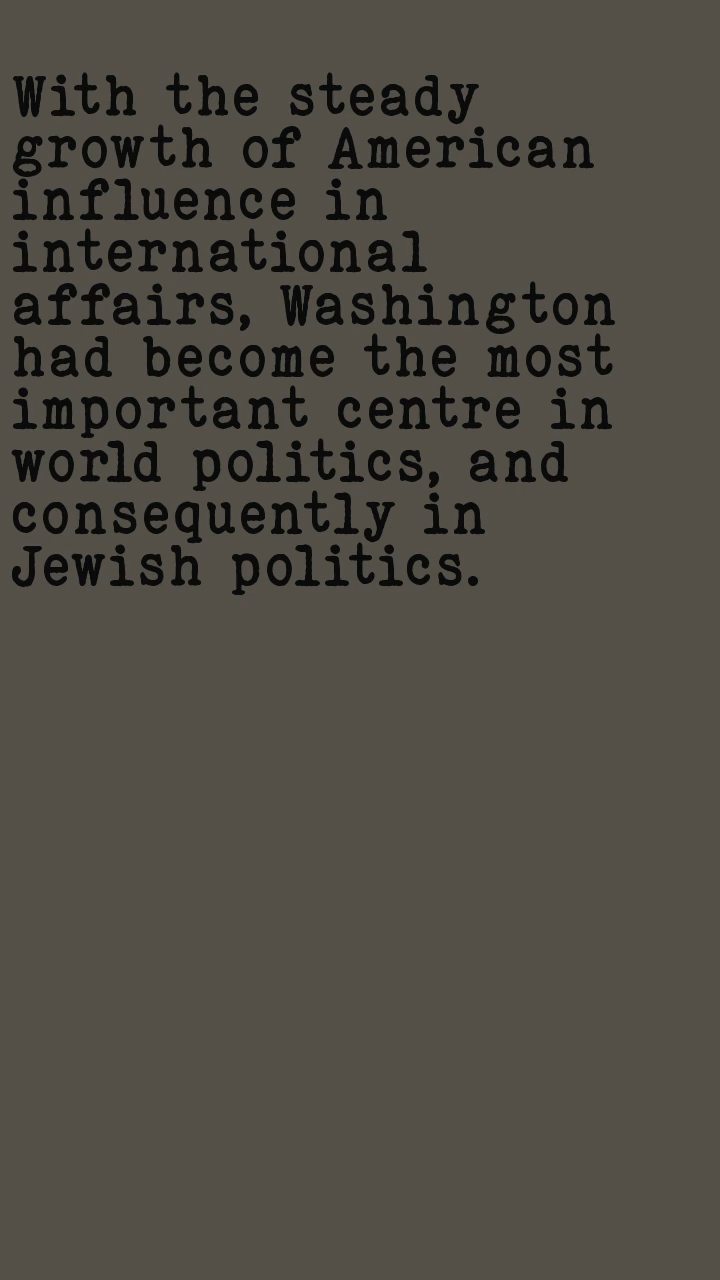 With the steady
growth of American
influence in
international
affairs, Washington
had become the most
important centre in
world politics, and
consequently in
Jewish politics.